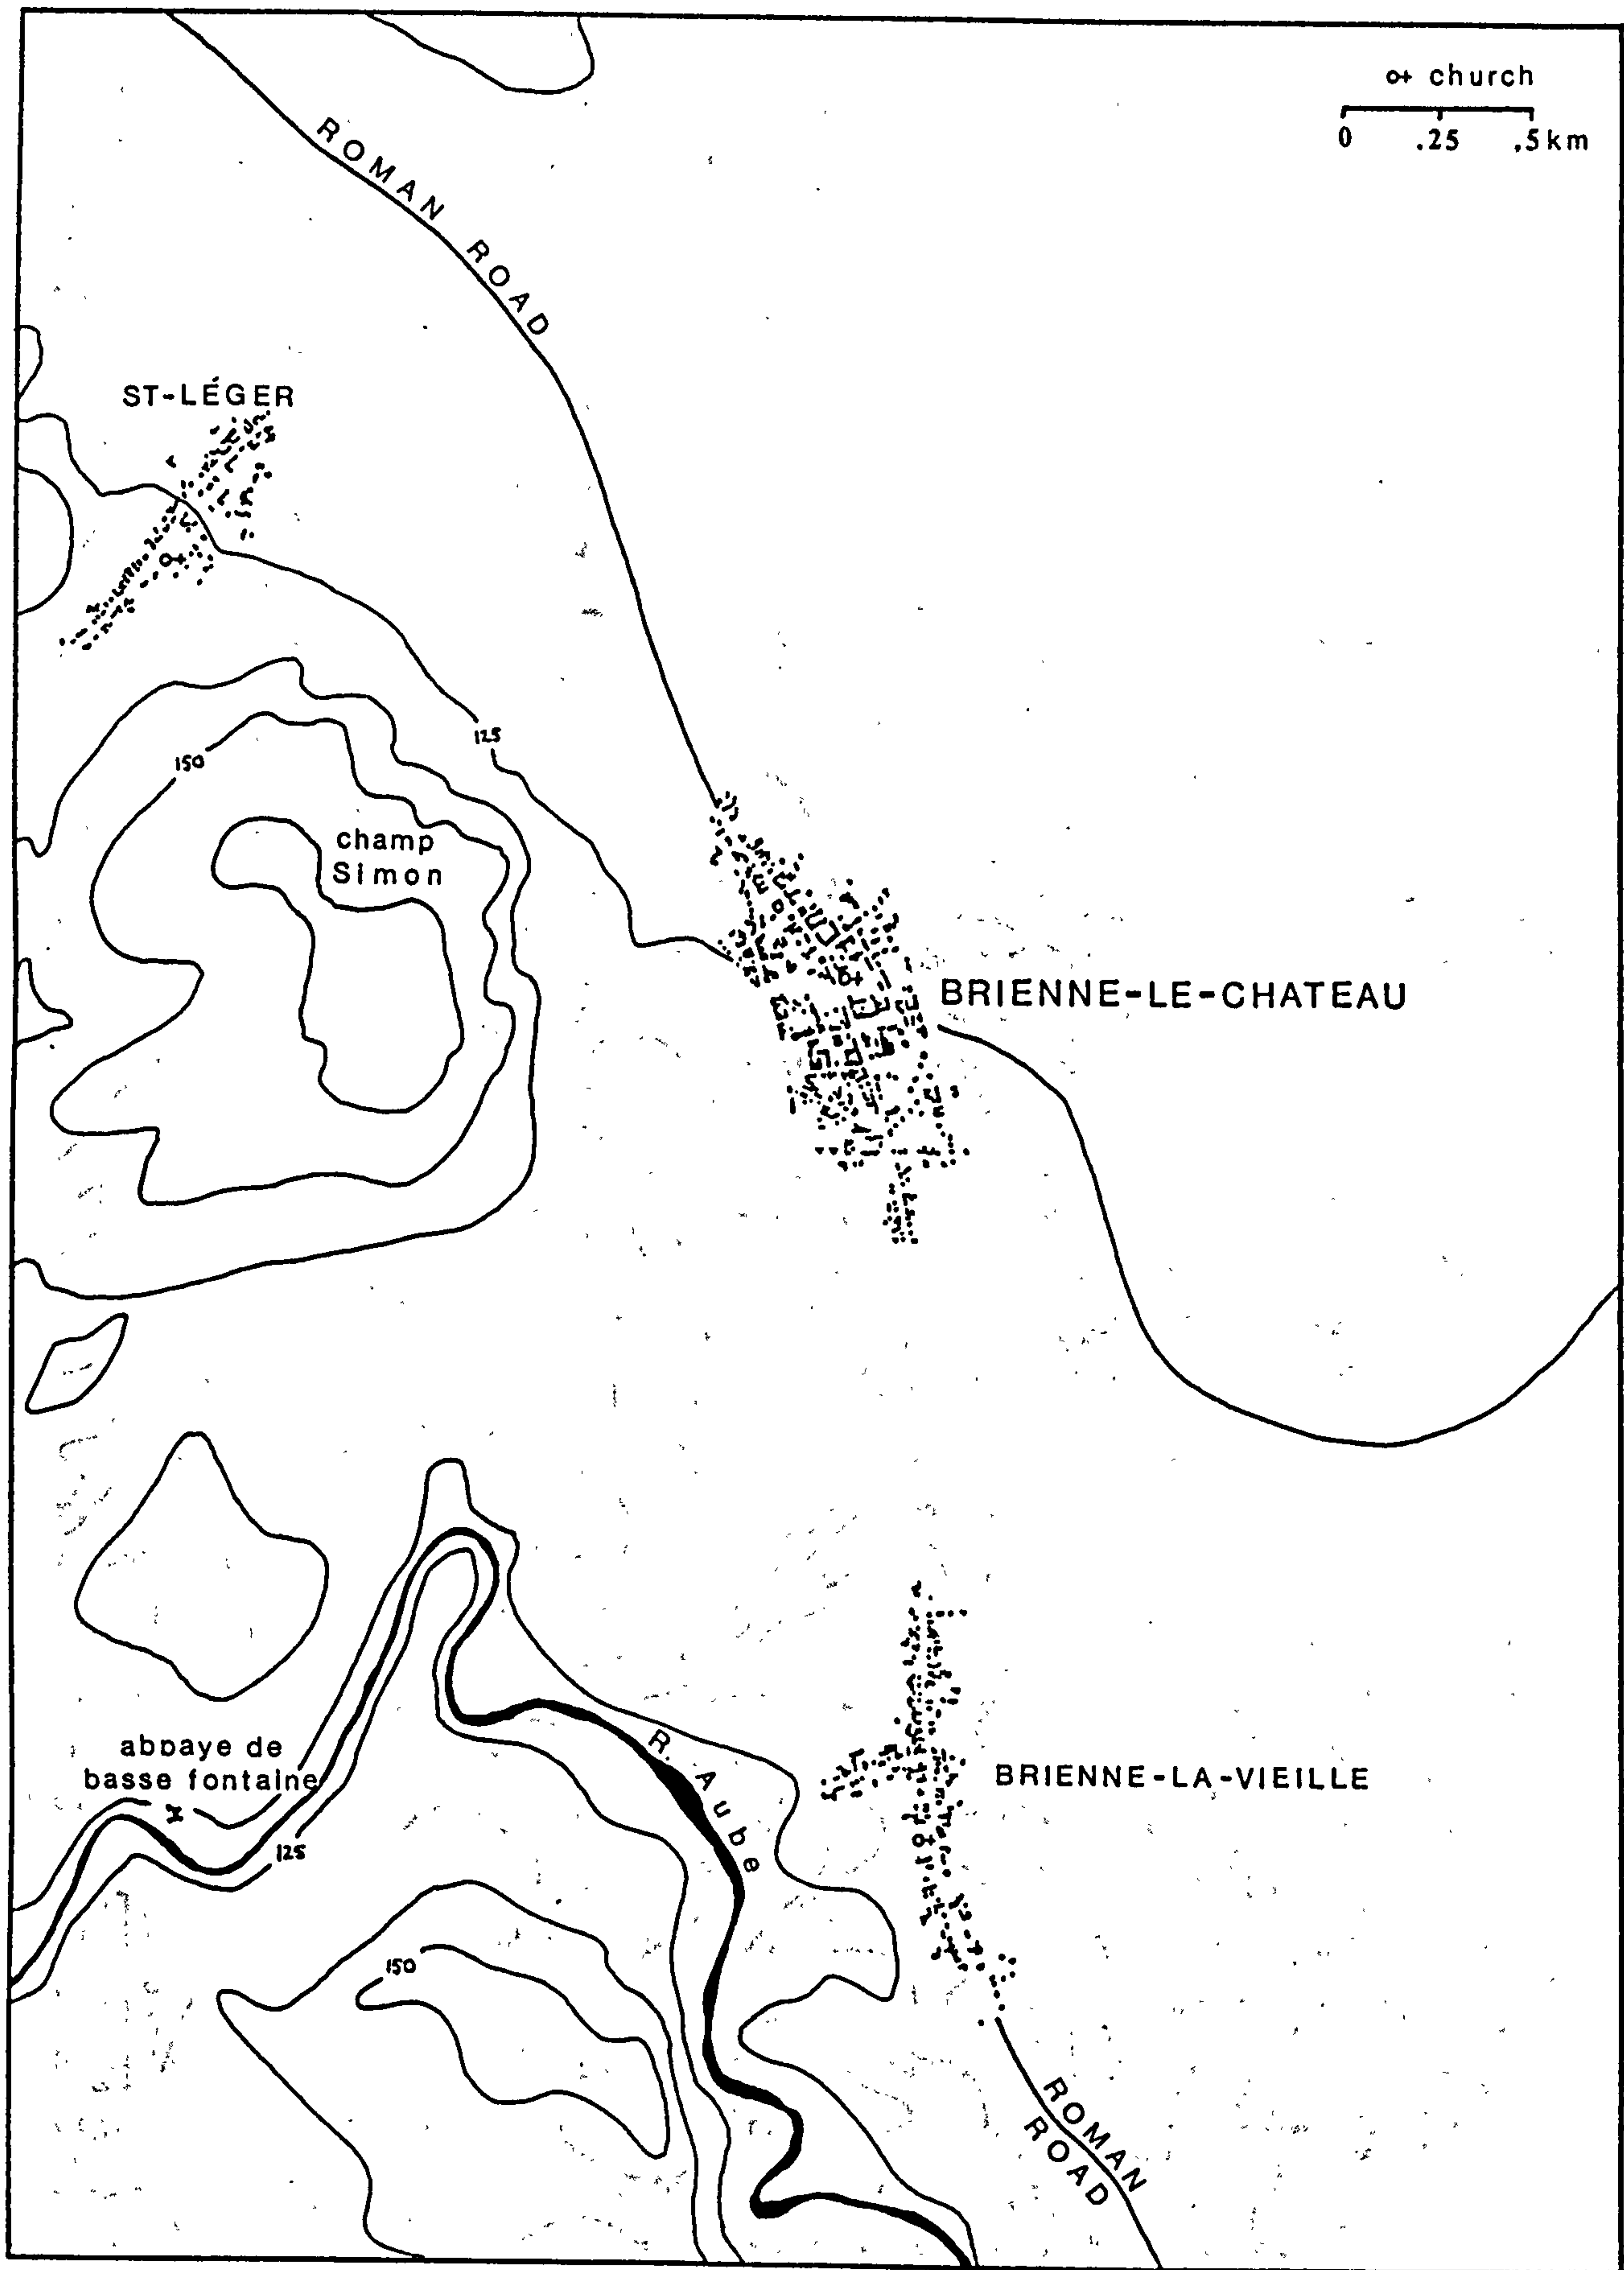 o+ church
0 .25 .5km
ROMAN ROAD
ST-LÉGER
125
150
champ
Simon
BRIENNE-LE-CHATEAU
R. Aube
abbaye de
basse fontaine
BRIENNE-LA-VIEILLE
125
150
ROMAN
ROAD